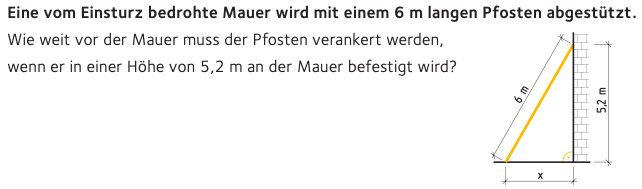 Eine vom Einsturz bedrohte Mauer wird mit einem 6 m langen Pfosten abgestützt.
Wie weit vor der Mauer muss der Pfosten verankert werden,
wenn er in einer Höhe von 5,2 m an der Mauer befestigt wird?
6 m
5,2 m
x